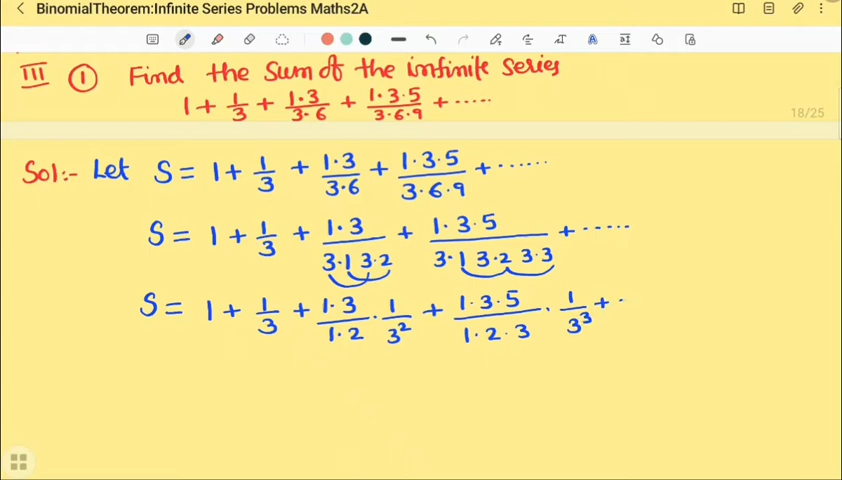 BinomialTheorem:Infinite Series Problems Maths2A
III ① Find the sum of the infinite series
1 + 1/3 + 1·3/3·6 + 1·3·5/3·6·9 + .....
18/25
Sol:- Let S = 1 + 1/3 + 1·3/3·6 + 1·3·5/3·6·9 + ......
S = 1 + 1/3 + 1·3/3·1 3·2 + 1·3·5/3·1 3·2 3·3 + .....
S = 1 + 1/3 + 1·3/1·2 · 1/3² + 1·3·5/1·2·3 · 1/3³ + ..